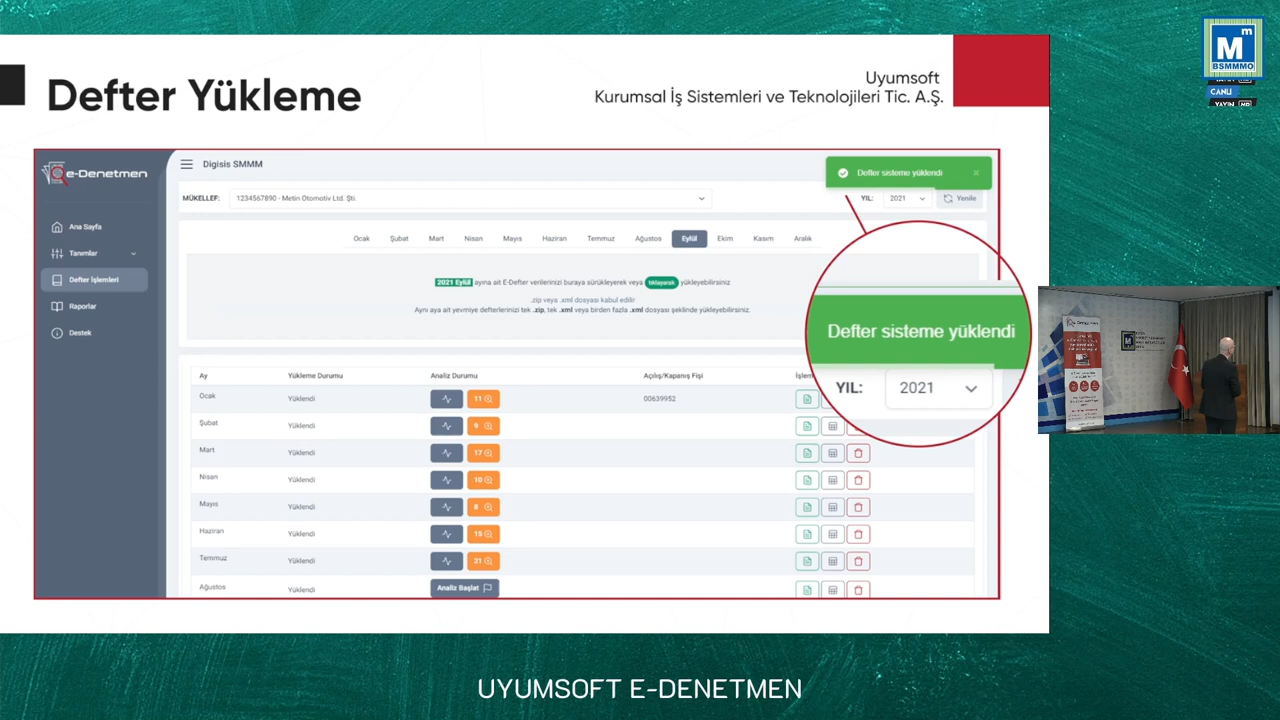 Defter Yükleme
Uyumsoft
Kurumsal İş Sistemleri ve Teknolojileri Tic. A.Ş.
M m
BSMMMO
CANLI
YAYIN
e-Denetmen
Digisis SMMM
Defter sisteme yüklendi
MÜKELLEF: 1234567890 - Metin Otomotiv Ltd. Şti.
YIL: 2021 Yenile
Ana Sayfa
Tanımlar
Defter İşlemleri
Raporlar
Destek
Ocak Şubat Mart Nisan Mayıs Haziran Temmuz Ağustos Eylül Ekim Kasım Aralık
2021 Eylül ayına ait E-Defter verilerinizi buraya sürükleyerek veya tıklayarak yükleyebilirsiniz
.zip veya .xml dosyası kabul edilir
Aynı aya ait yevmiye defterlerinizi tek .zip, tek .xml veya birden fazla .xml dosyası şeklinde yükleyebilirsiniz.
Defter sisteme yüklendi
YIL: 2021
Ay Yükleme Durumu Analiz Durumu Açılış/Kapanış Fişi İşlem
Ocak Yüklendi 11 00639952
Şubat Yüklendi 9
Mart Yüklendi 17
Nisan Yüklendi 10
Mayıs Yüklendi 8
Haziran Yüklendi 15
Temmuz Yüklendi 21
Ağustos Yüklendi Analiz Başlat
UYUMSOFT E-DENETMEN